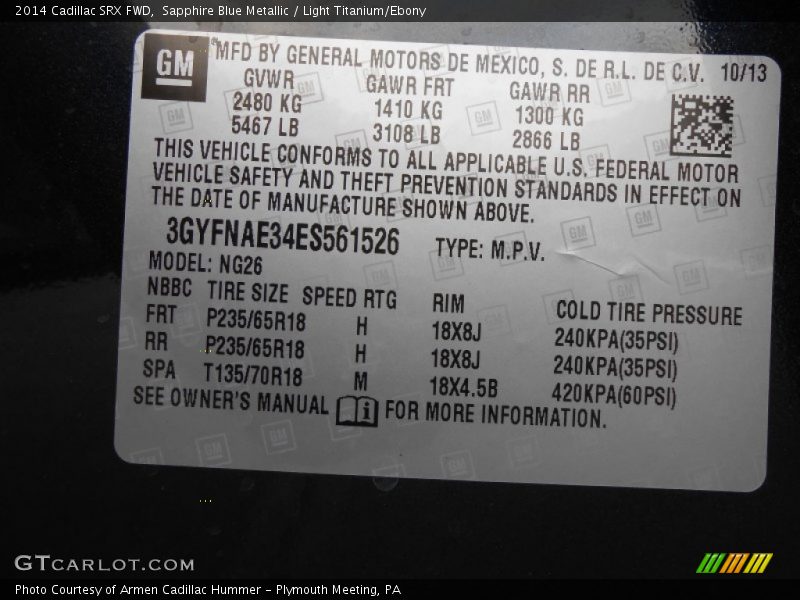 2014 Cadillac SRX FWD, Sapphire Blue Metallic / Light Titanium/Ebony
GM
MFD BY GENERAL MOTORS DE MEXICO, S. DE R.L. DE C.V. 10/13
GVWR GAWR FRT GAWR RR
2480 KG 1410 KG 1300 KG
5467 LB 3108 LB 2866 LB
THIS VEHICLE CONFORMS TO ALL APPLICABLE U.S. FEDERAL MOTOR
VEHICLE SAFETY AND THEFT PREVENTION STANDARDS IN EFFECT ON
THE DATE OF MANUFACTURE SHOWN ABOVE.
3GYFNAE34ES561526 TYPE: M.P.V.
MODEL: NG26
NBBC TIRE SIZE SPEED RTG RIM COLD TIRE PRESSURE
FRT P235/65R18 H 18X8J 240KPA(35PSI)
RR P235/65R18 H 18X8J 240KPA(35PSI)
SPA T135/70R18 M 18X4.5B 420KPA(60PSI)
SEE OWNER'S MANUAL FOR MORE INFORMATION.
GTCARLOT.COM
Photo Courtesy of Armen Cadillac Hummer - Plymouth Meeting, PA